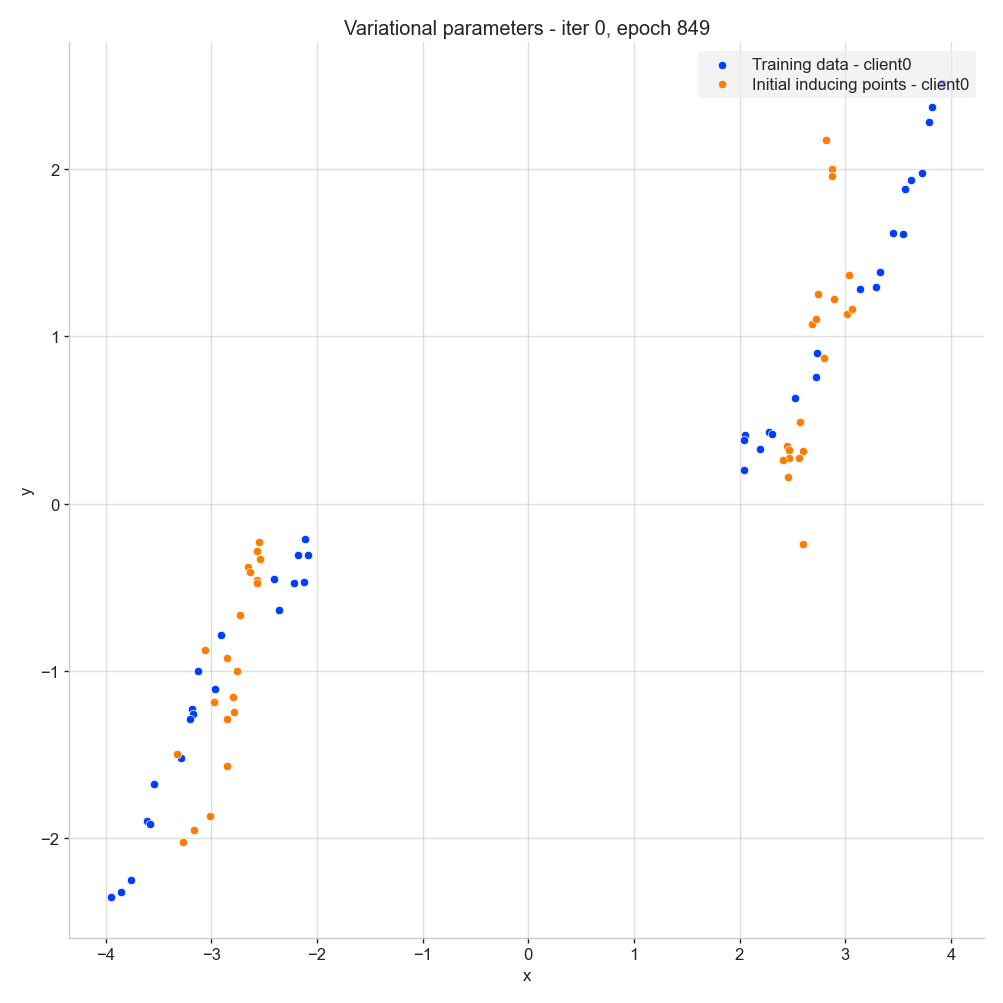 Variational parameters - iter 0, epoch 849
Training data - client0
Initial inducing points - client0
2
1
0
−1
−2
y
−4 −3 −2 −1 0 1 2 3 4
x